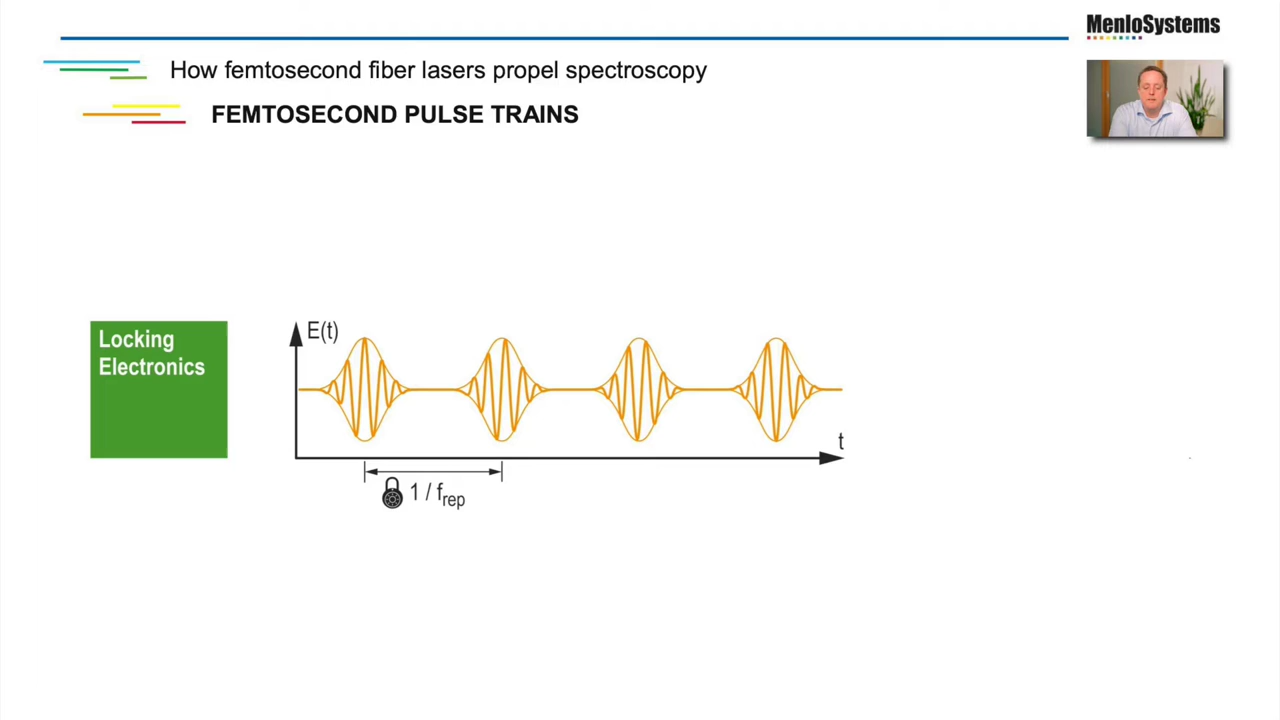 MenloSystems
How femtosecond fiber lasers propel spectroscopy
FEMTOSECOND PULSE TRAINS
Locking
Electronics
E(t)
t
1 / frep